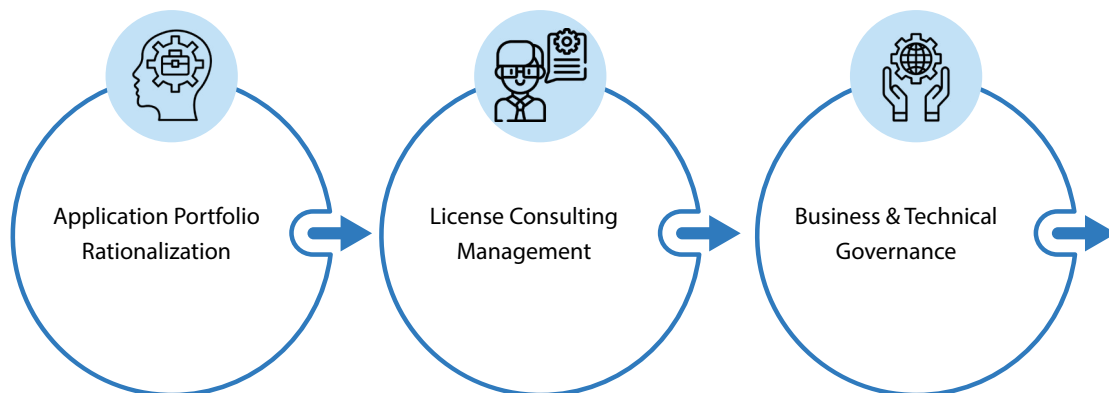 Application Portfolio
Rationalization
License Consulting
Management
Business & Technical
Governance